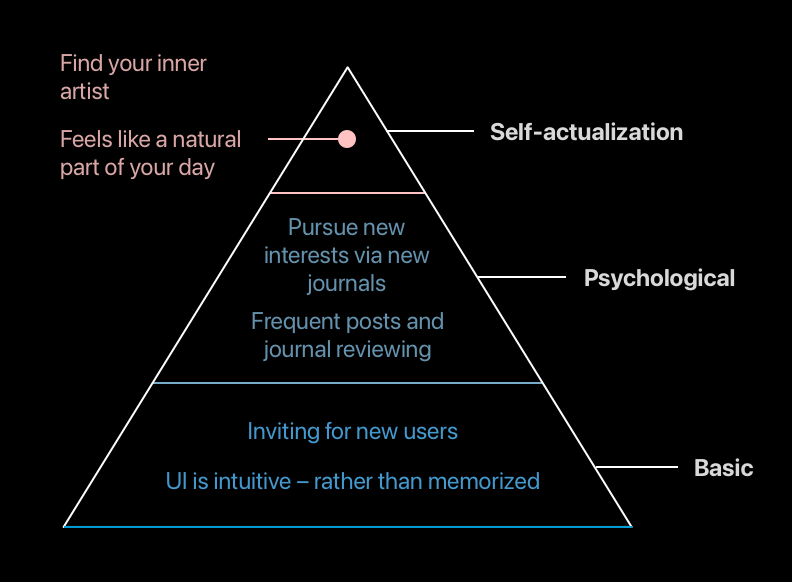 Find your inner
artist
Feels like a natural
part of your day
Self-actualization
Pursue new
interests via new
journals
Psychological
Frequent posts and
journal reviewing
Inviting for new users
Basic
UI is intuitive – rather than memorized